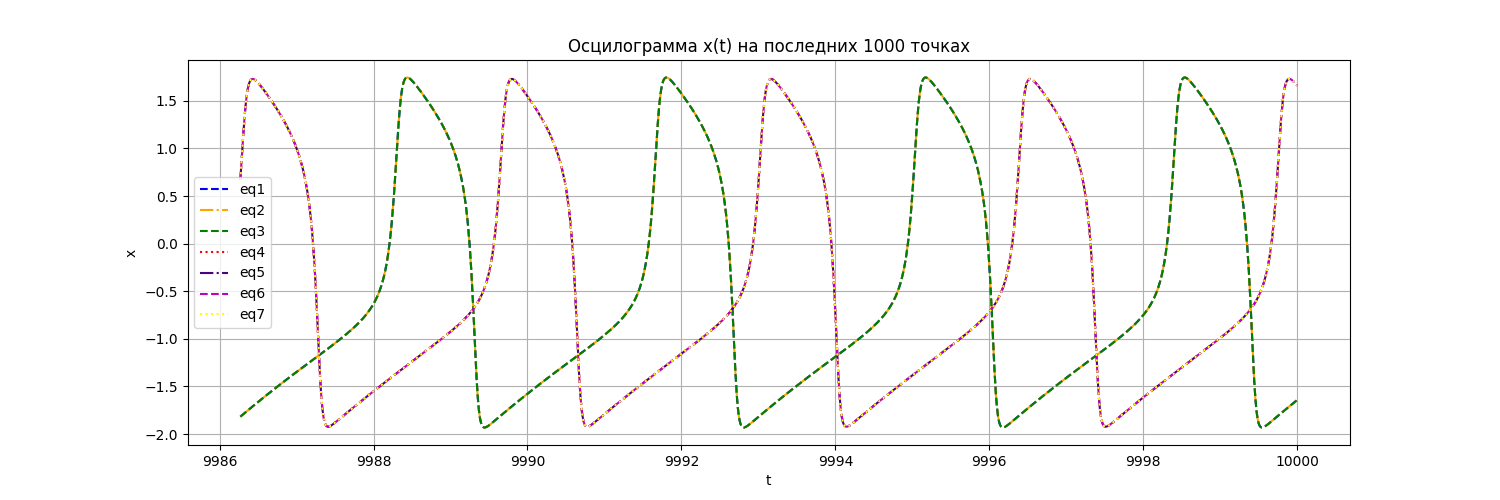 Осцилограмма x(t) на последних 1000 точках
x
1.5
1.0
0.5
0.0
−0.5
−1.0
−1.5
−2.0
eq1
eq2
eq3
eq4
eq5
eq6
eq7
9986
9988
9990
9992
9994
9996
9998
10000
t